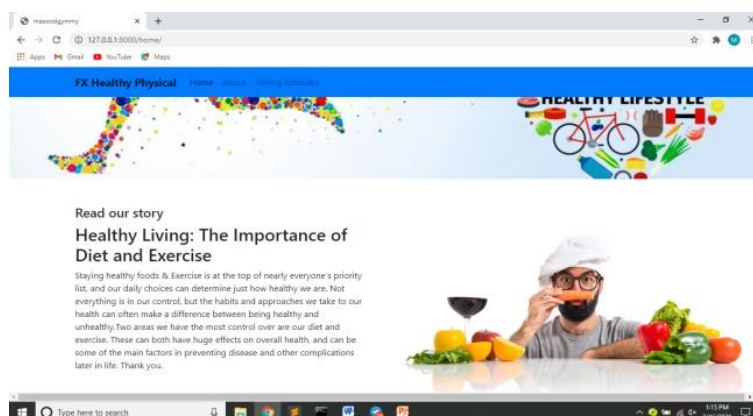 masoodgymmy
127.0.0.1:8000/home/
Apps Gmail YouTube Maps
FX Healthy Physical Home About Timing Schdules
HEALTHY LIFESTYLE
Read our story
Healthy Living: The Importance of
Diet and Exercise
Staying healthy foods & Exercise is at the top of nearly everyone's priority
list, and our daily choices can determine just how healthy we are. Not
everything is in our control, but the habits and approaches we take to our
health can often make a difference between being healthy and
unhealthy.Two areas we have the most control over are our diet and
exercise. These can both have huge effects on overall health, and can be
some of the main factors in preventing disease and other complications
later in life. Thank you.
Type here to search
1:15 PM